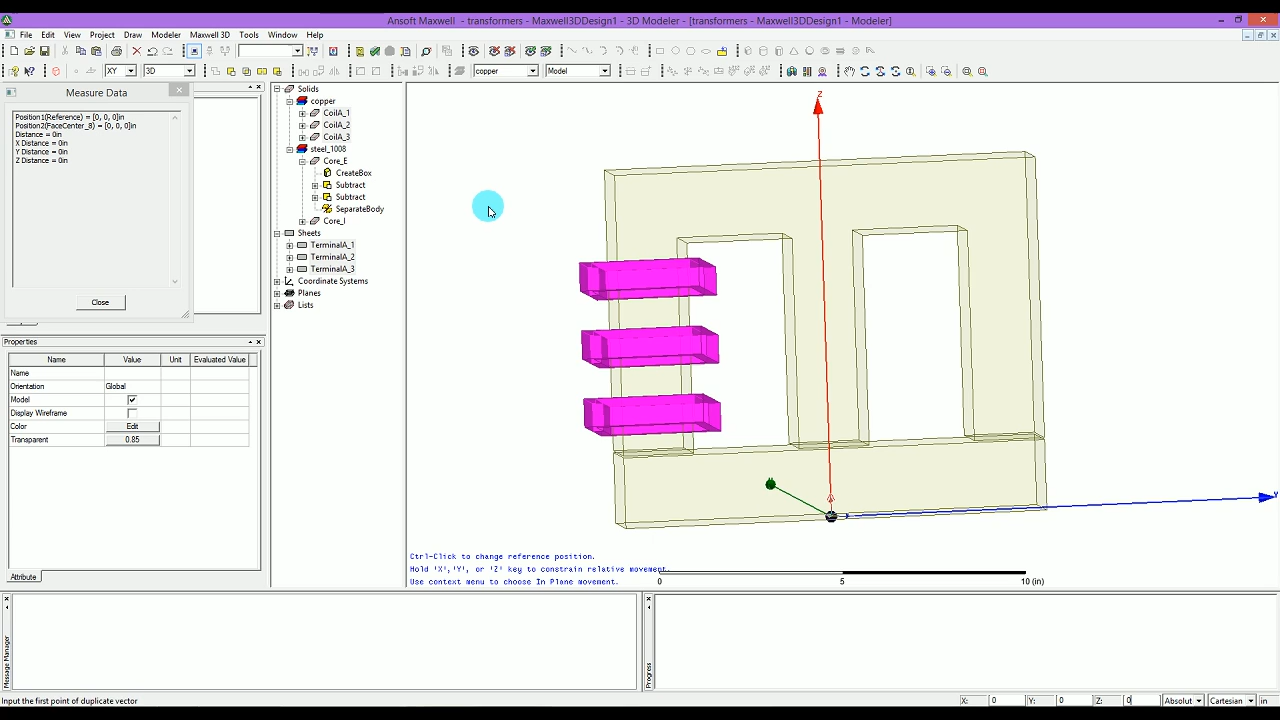 Ansoft Maxwell - transformers - Maxwell3DDesign1 - 3D Modeler - [transformers - Maxwell3DDesign1 - Modeler]
File Edit View Project Draw Modeler Maxwell 3D Tools Window Help
XY 3D copper Model
Measure Data
Position1(Reference) = [0, 0, 0]in
Position2(FaceCenter_8) = [0, 0, 0]in
Distance = 0in
X Distance = 0in
Y Distance = 0in
Z Distance = 0in
Close
Solids
copper
CoilA_1
CoilA_2
CoilA_3
steel_1008
Core_E
CreateBox
Subtract
Subtract
SeparateBody
Core_I
Sheets
TerminalA_1
TerminalA_2
TerminalA_3
Coordinate Systems
Planes
Lists
Properties
Name Value Unit Evaluated Value
Name
Orientation Global
Model
Display Wireframe
Color Edit
Transparent 0.85
Attribute
Z
Y
Ctrl-Click to change reference position.
Hold 'X','Y', or 'Z' key to constrain relative movement.
Use context menu to choose In Plane movement.
0 5 10 (in)
Message Manager
Progress
Input the first point of duplicate vector
X: 0 Y: 0 Z: 0 Absolut Cartesian in